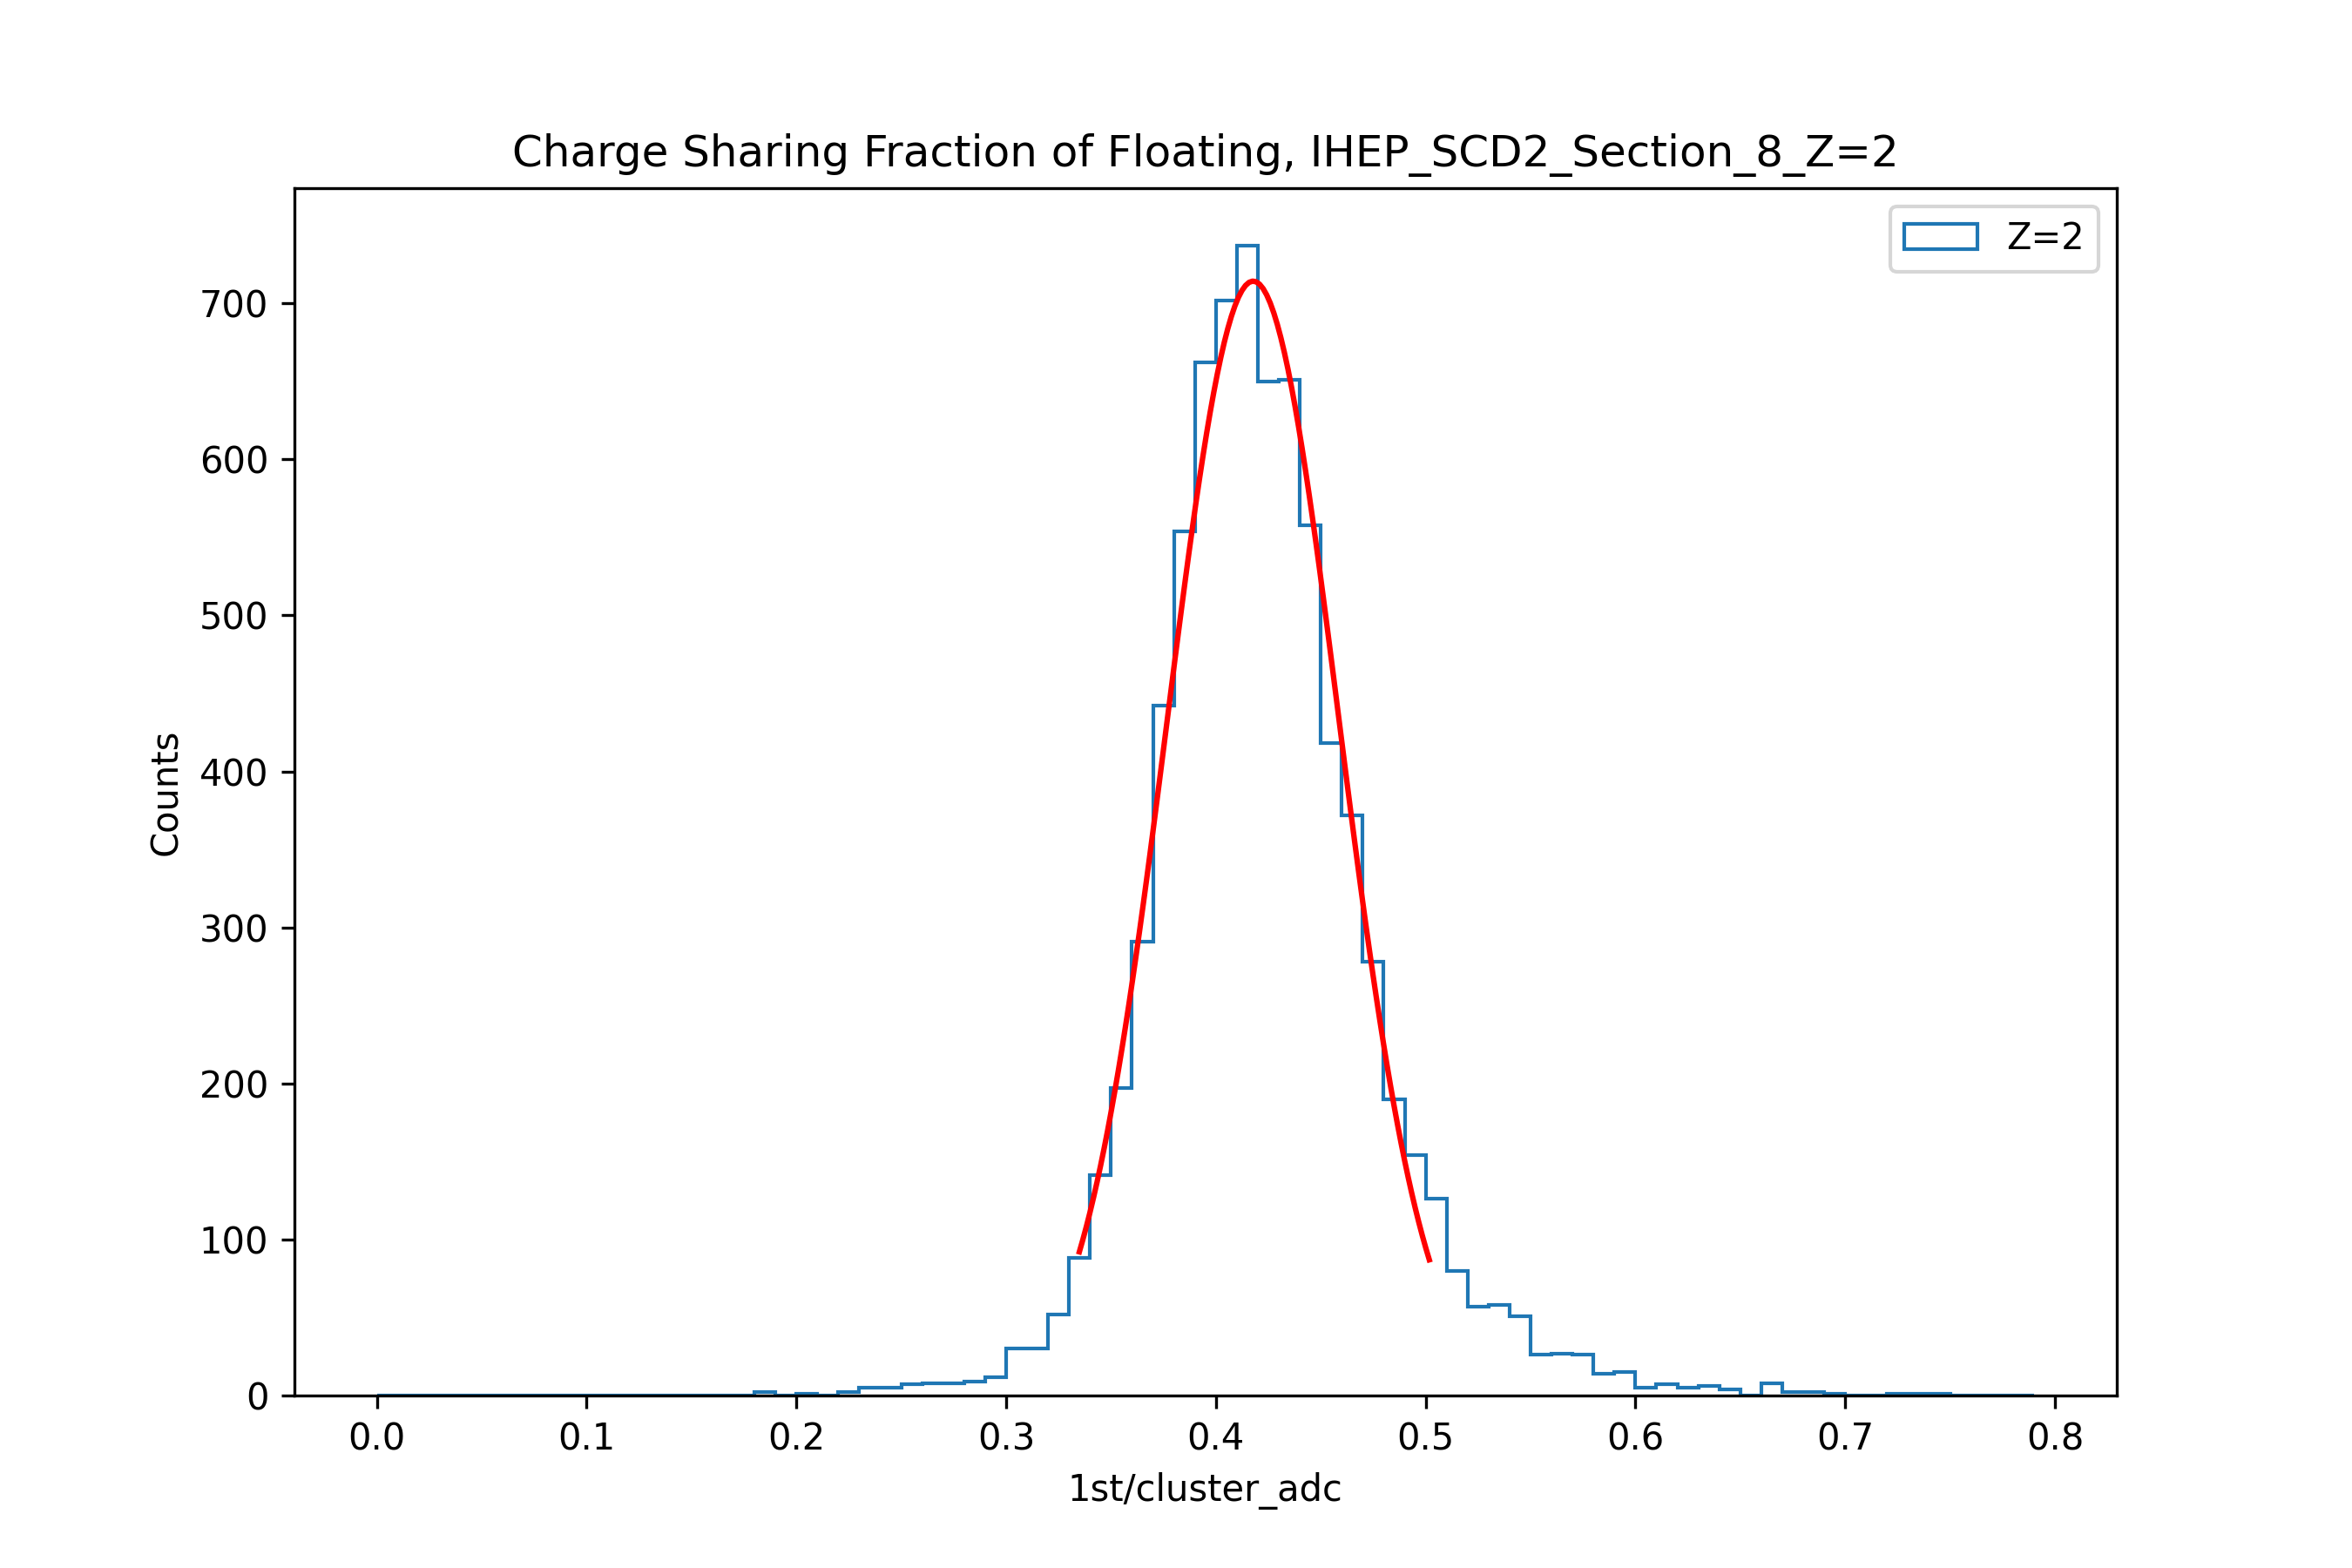 Charge Sharing Fraction of Floating, IHEP_SCD2_Section_8_Z=2
Z=2
700
600
500
400
300
200
100
0
Counts
0.0 0.1 0.2 0.3 0.4 0.5 0.6 0.7 0.8
1st/cluster_adc